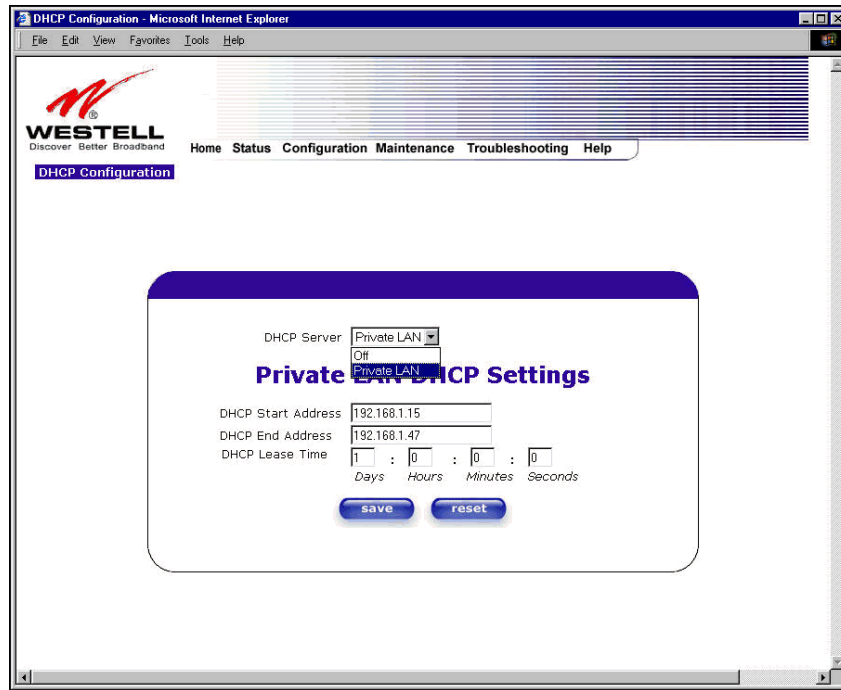 DHCP Configuration - Microsoft Internet Explorer
File Edit View Favorites Tools Help
WESTELL
®
Discover Better Broadband
Home Status Configuration Maintenance Troubleshooting Help
DHCP Configuration
DHCP Server Private LAN
Off
Private LAN
Private LAN DHCP Settings
DHCP Start Address 192.168.1.15
DHCP End Address 192.168.1.47
DHCP Lease Time 1 : 0 : 0 : 0
Days Hours Minutes Seconds
save reset